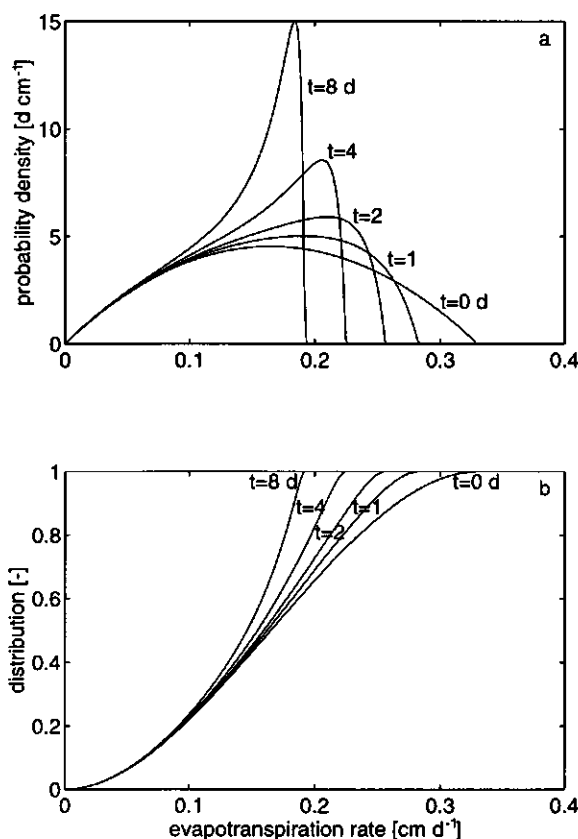 a
15
10
5
0
probability density [d cm⁻¹]
t=8 d
t=4
t=2
t=1
t=0 d
0 0.1 0.2 0.3 0.4
b
1
0.8
0.6
0.4
0.2
0
distribution [-]
t=8 d
t=4
t=2
t=1
t=0 d
0 0.1 0.2 0.3 0.4
evapotranspiration rate [cm d⁻¹]